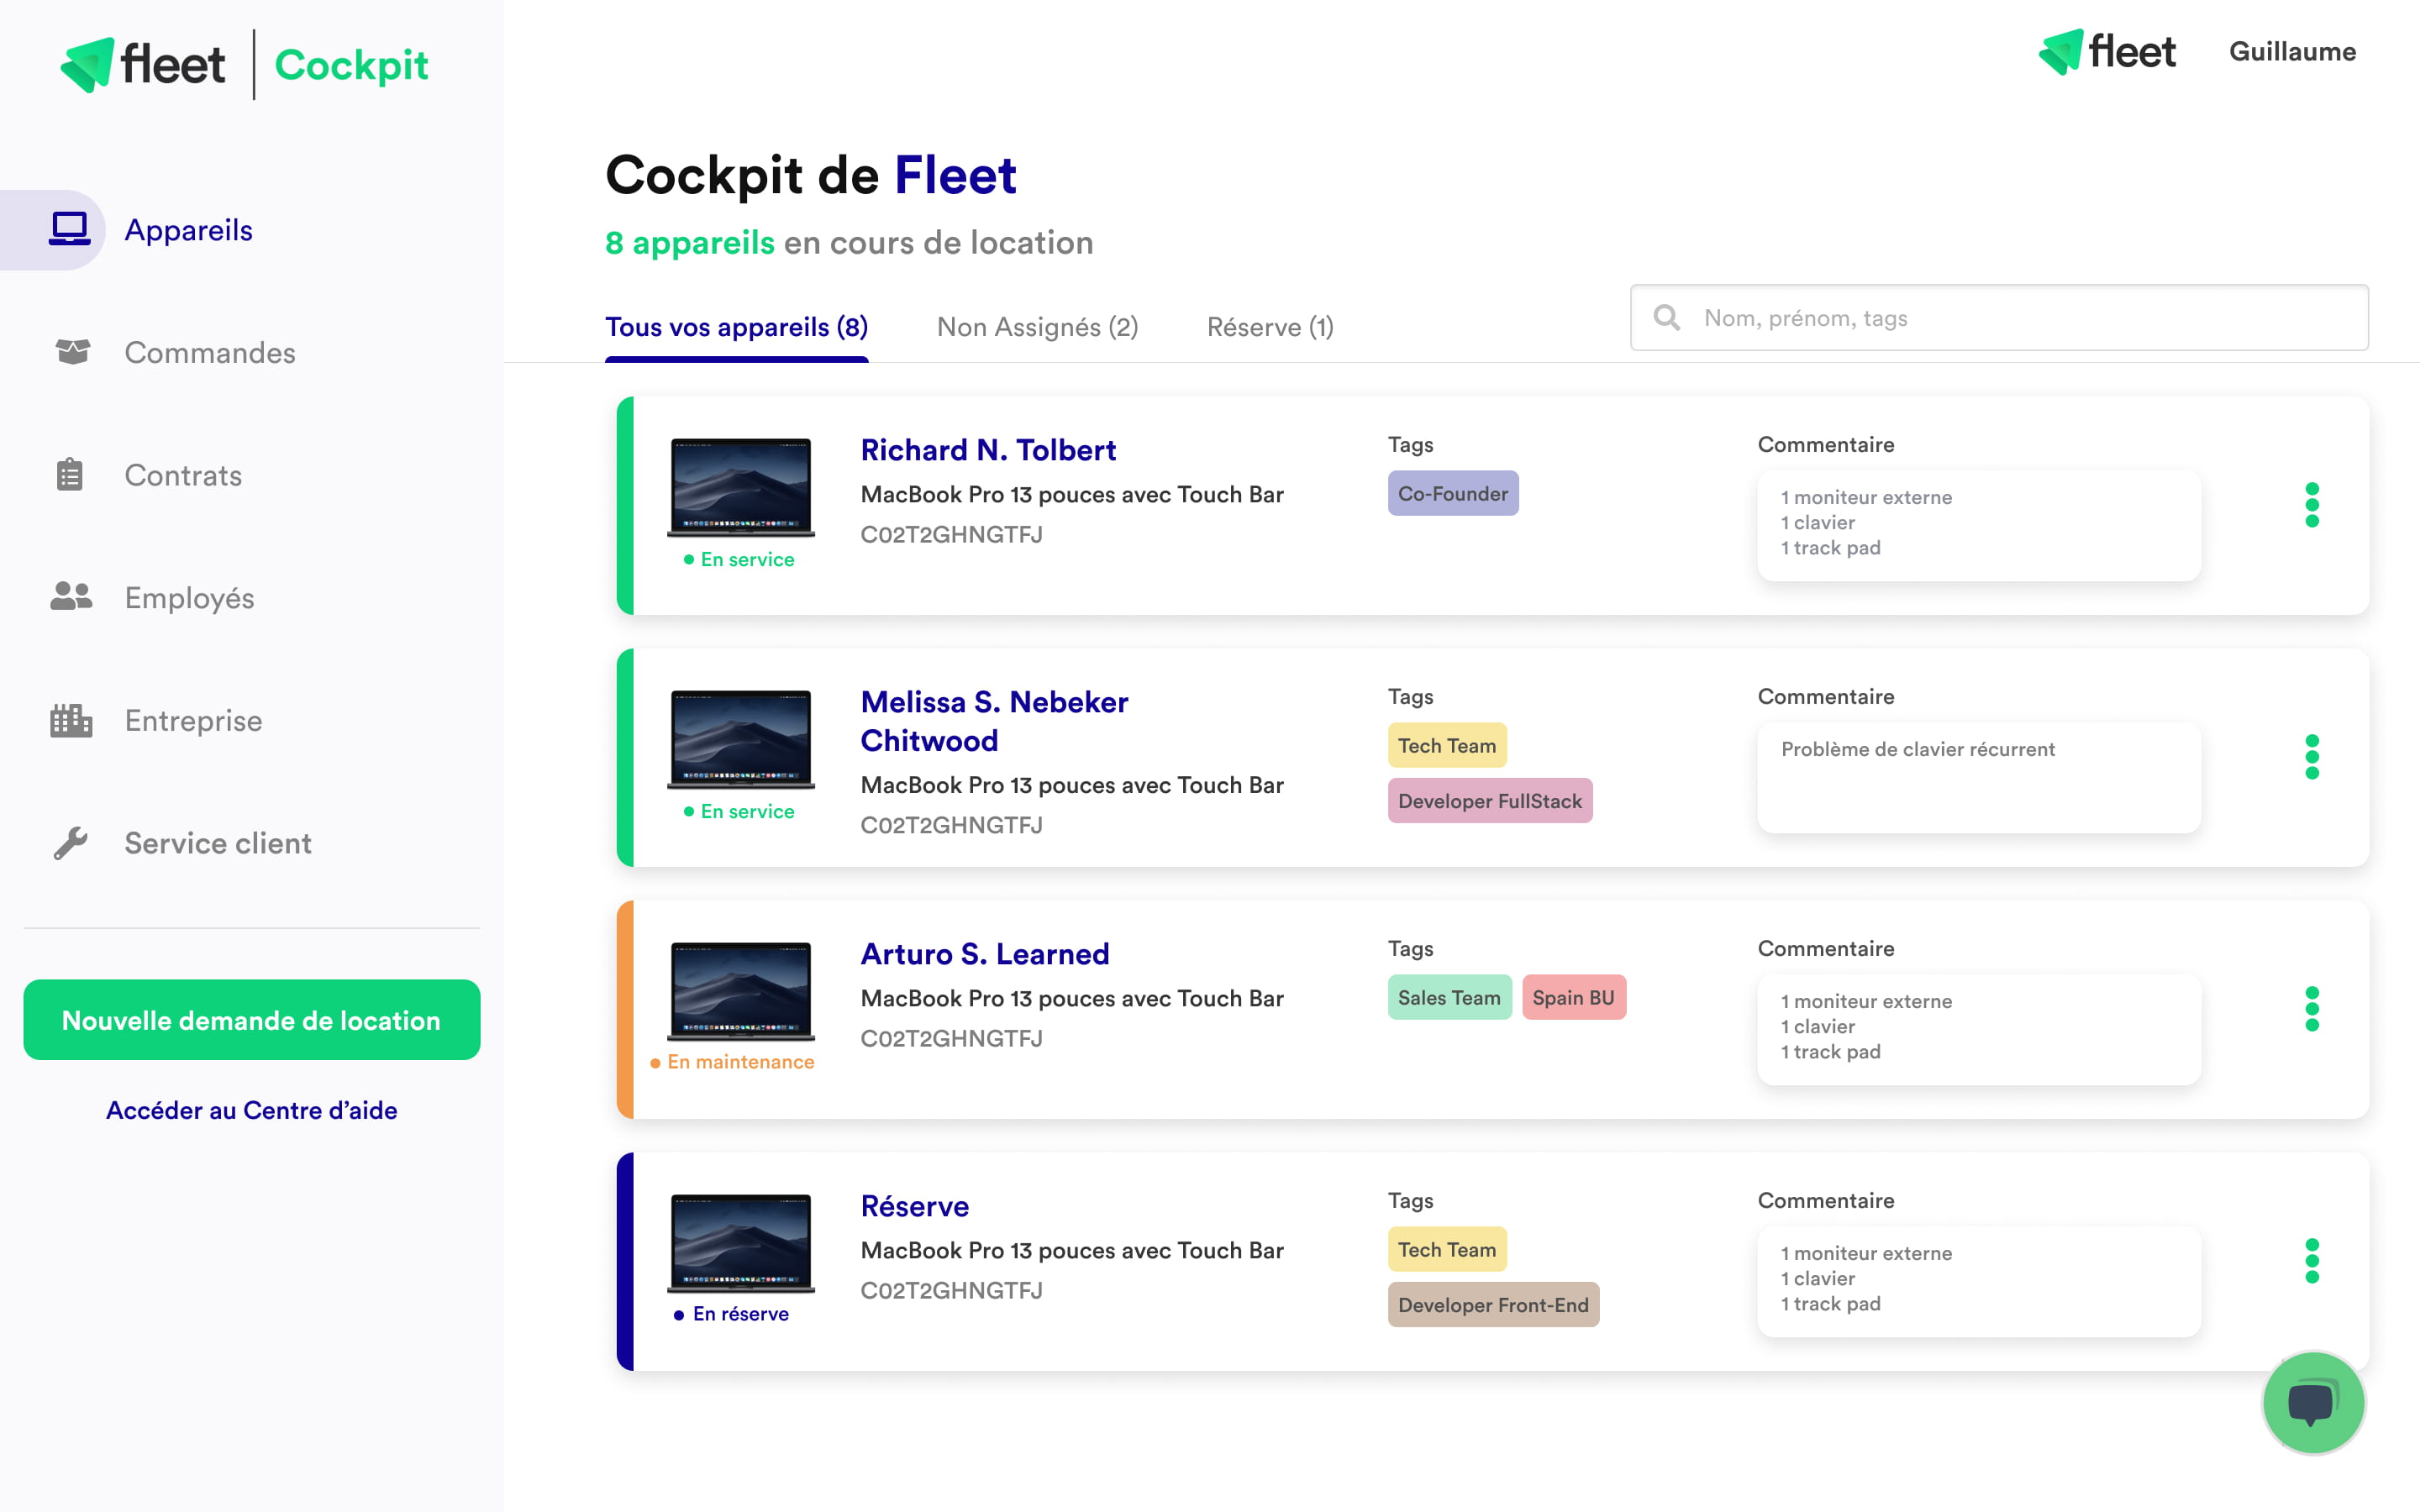 fleet | Cockpit
fleet
Guillaume
Appareils
Commandes
Contrats
Employés
Entreprise
Service client
Nouvelle demande de location
Accéder au Centre d’aide
Cockpit de Fleet
8 appareils en cours de location
Tous vos appareils (8)
Non Assignés (2)
Réserve (1)
Nom, prénom, tags
En service
Richard N. Tolbert
MacBook Pro 13 pouces avec Touch Bar
C02T2GHNGTFJ
Tags
Co-Founder
Commentaire
1 moniteur externe
1 clavier
1 track pad
En service
Melissa S. Nebeker
Chitwood
MacBook Pro 13 pouces avec Touch Bar
C02T2GHNGTFJ
Tags
Tech Team
Developer FullStack
Commentaire
Problème de clavier récurrent
En maintenance
Arturo S. Learned
MacBook Pro 13 pouces avec Touch Bar
C02T2GHNGTFJ
Tags
Sales Team
Spain BU
Commentaire
1 moniteur externe
1 clavier
1 track pad
En réserve
Réserve
MacBook Pro 13 pouces avec Touch Bar
C02T2GHNGTFJ
Tags
Tech Team
Developer Front-End
Commentaire
1 moniteur externe
1 clavier
1 track pad